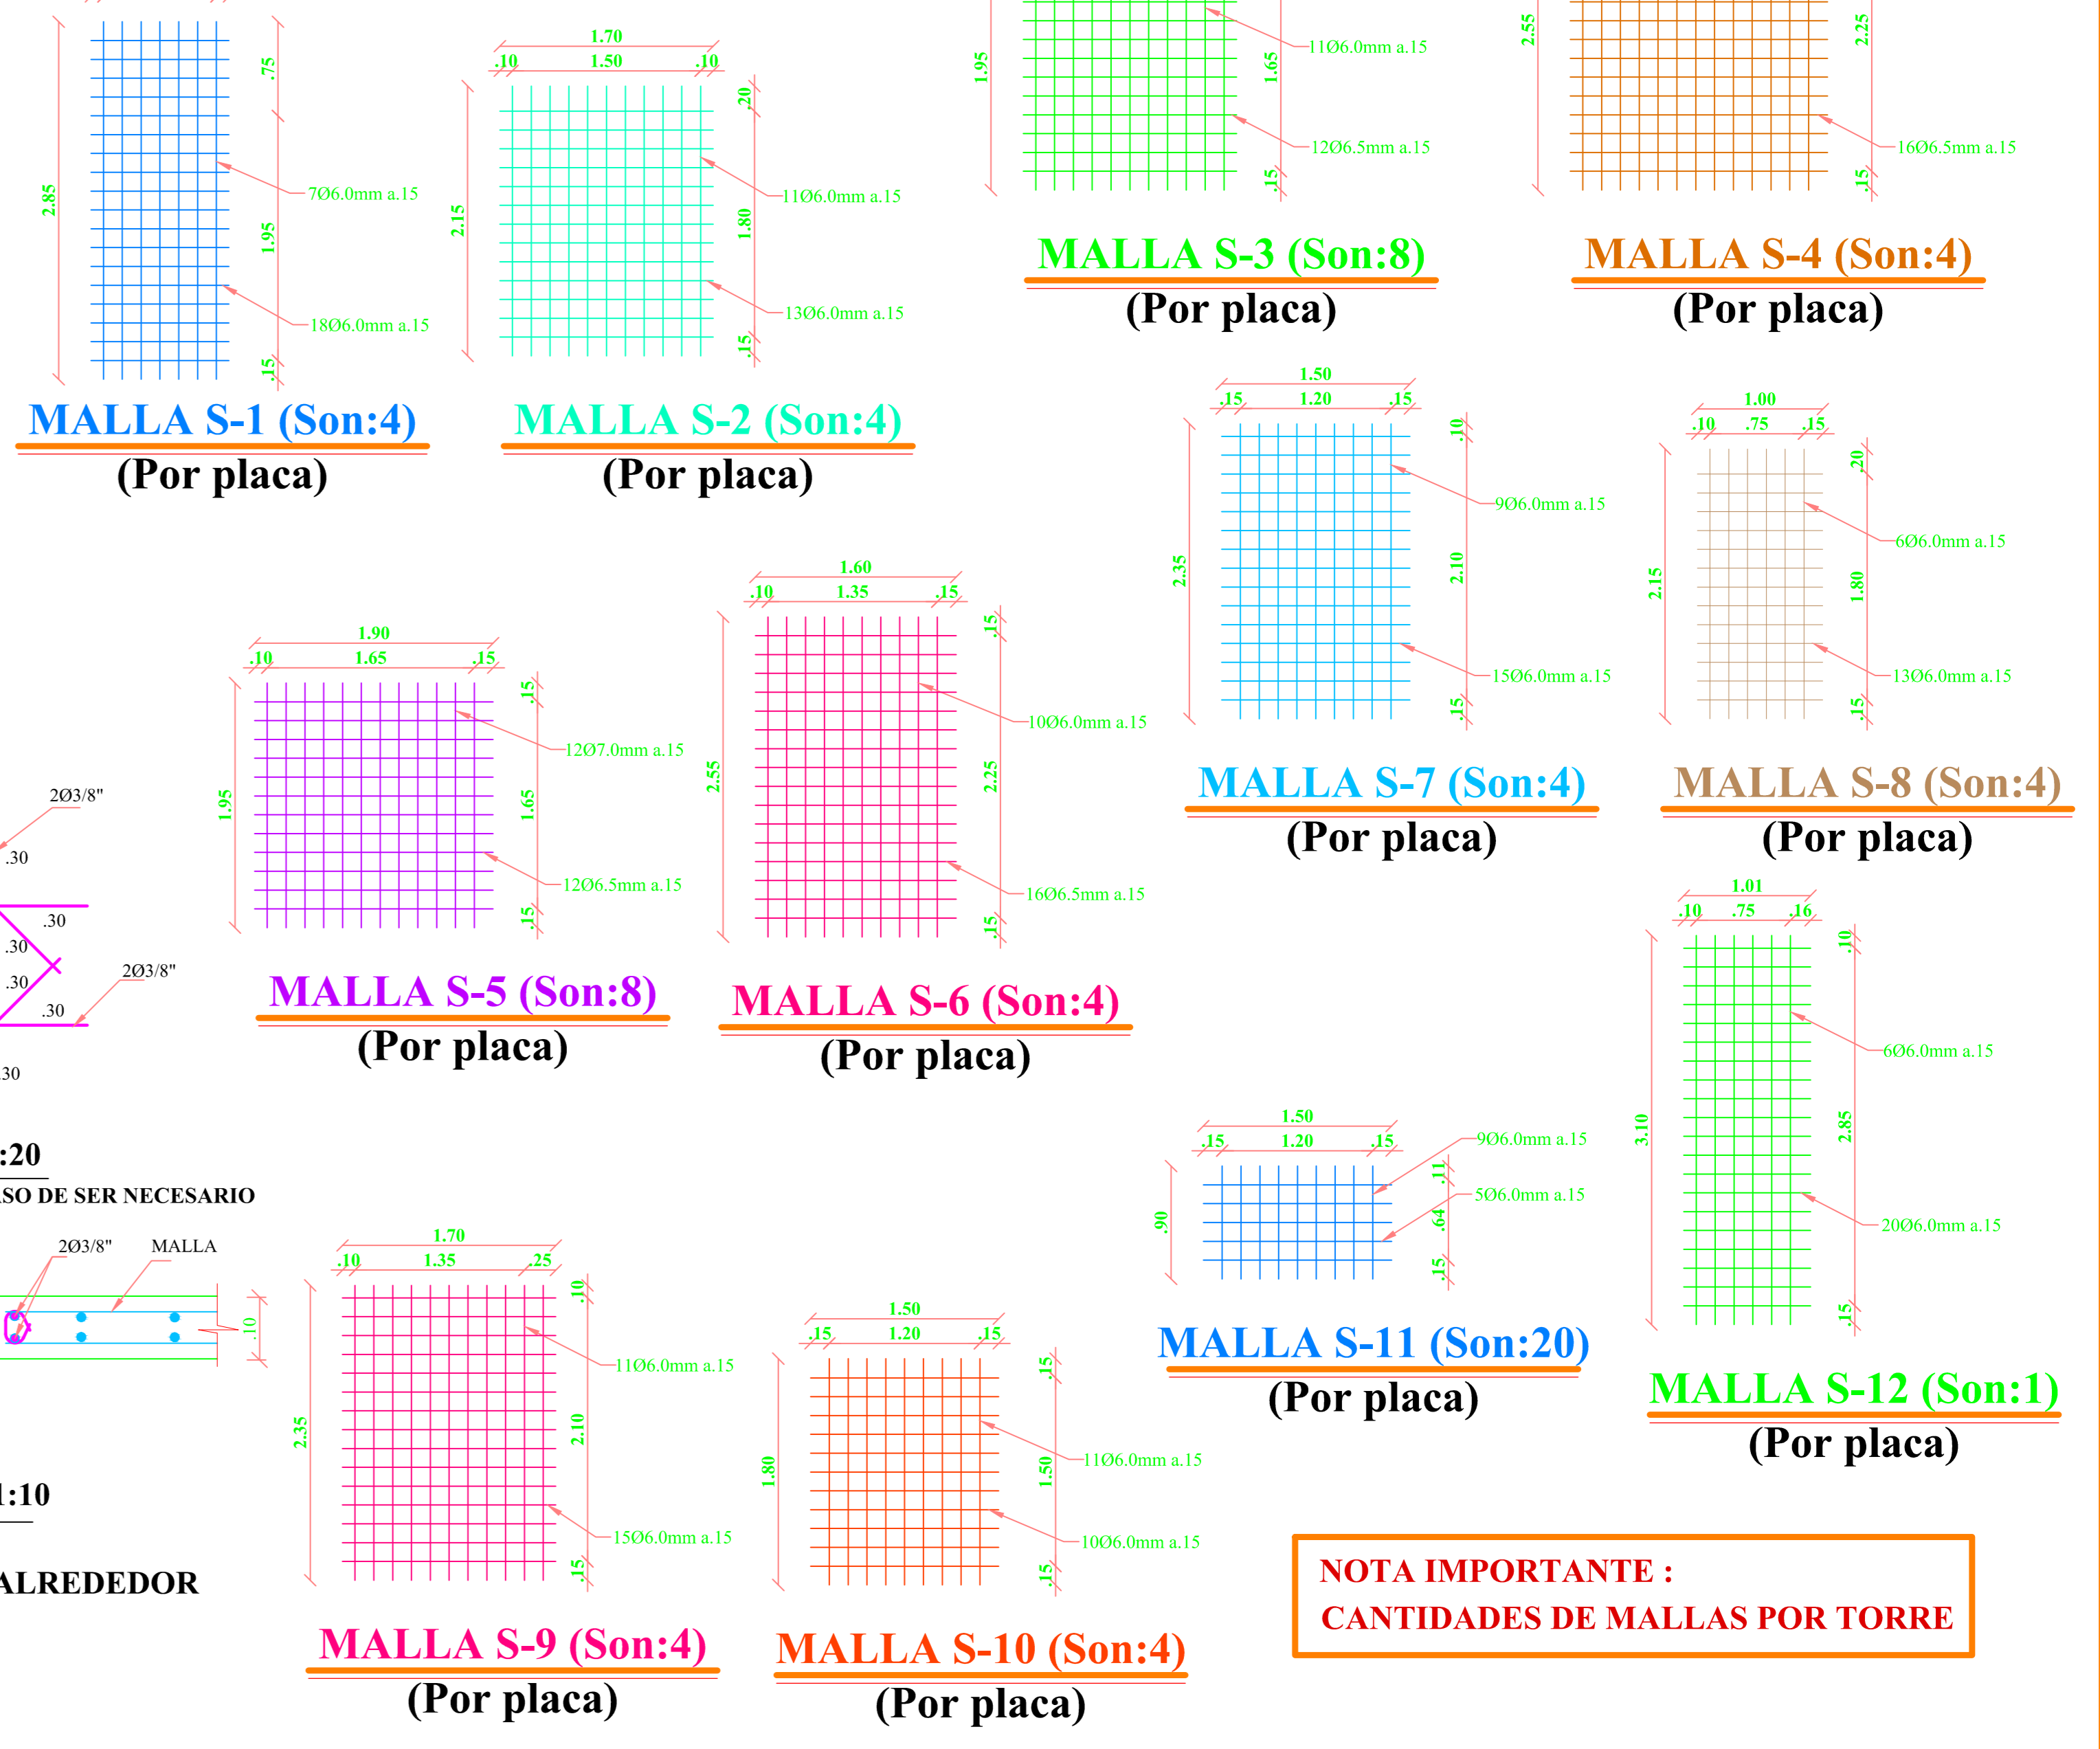 .75
2.85
7Ø6.0mm a.15
1.95
18Ø6.0mm a.15
.15
MALLA S-1 (Son:4)
(Por placa)
1.70
.10 1.50 .10
.20
2.15
11Ø6.0mm a.15
1.80
13Ø6.0mm a.15
.15
MALLA S-2 (Son:4)
(Por placa)
1.95
11Ø6.0mm a.15
1.65
12Ø6.5mm a.15
.15
MALLA S-3 (Son:8)
(Por placa)
2.55
2.25
16Ø6.5mm a.15
.15
MALLA S-4 (Son:4)
(Por placa)
1.50
.15 1.20 .15
.10
9Ø6.0mm a.15
2.35
2.10
15Ø6.0mm a.15
.15
MALLA S-7 (Son:4)
(Por placa)
1.00
.10 .75 .15
.20
6Ø6.0mm a.15
2.15
1.80
13Ø6.0mm a.15
.15
MALLA S-8 (Son:4)
(Por placa)
1.90
.10 1.65 .15
.15
12Ø7.0mm a.15
1.95
1.65
12Ø6.5mm a.15
.15
MALLA S-5 (Son:8)
(Por placa)
1.60
.10 1.35 .15
.15
10Ø6.0mm a.15
2.55
2.25
16Ø6.5mm a.15
.15
MALLA S-6 (Son:4)
(Por placa)
2Ø3/8"
.30
.30
.30
2Ø3/8"
.30
.30
.30
:20
ASO DE SER NECESARIO
2Ø3/8" MALLA
.10
1:10
ALREDEDOR
1.70
.10 1.35 .25
.10
11Ø6.0mm a.15
2.35
2.10
15Ø6.0mm a.15
.15
MALLA S-9 (Son:4)
(Por placa)
1.50
.15 1.20 .15
.15
11Ø6.0mm a.15
1.80
1.50
10Ø6.0mm a.15
.15
MALLA S-10 (Son:4)
(Por placa)
1.50
.15 1.20 .15
9Ø6.0mm a.15
.11
5Ø6.0mm a.15
.90
.64
.15
MALLA S-11 (Son:20)
(Por placa)
1.01
.10 .75 .16
.10
6Ø6.0mm a.15
3.10
2.85
20Ø6.0mm a.15
.15
MALLA S-12 (Son:1)
(Por placa)
NOTA IMPORTANTE :
CANTIDADES DE MALLAS POR TORRE